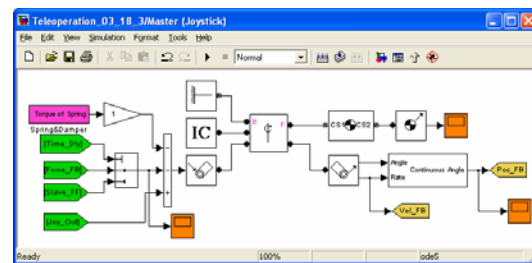 Teleoperation_03_18_3/Master (Joystick)
File Edit View Simulation Format Tools Help
Normal
Torque of Spring
Spring&Damper
1
[Time_Dly]
[Force_FB]
[Slave_FF]
[Joy_Out]
IC
B
F
CS1 CS2
Angle
Rate
Continuous Angle
Pos_FB
Vel_FB
Ready
100%
ode5